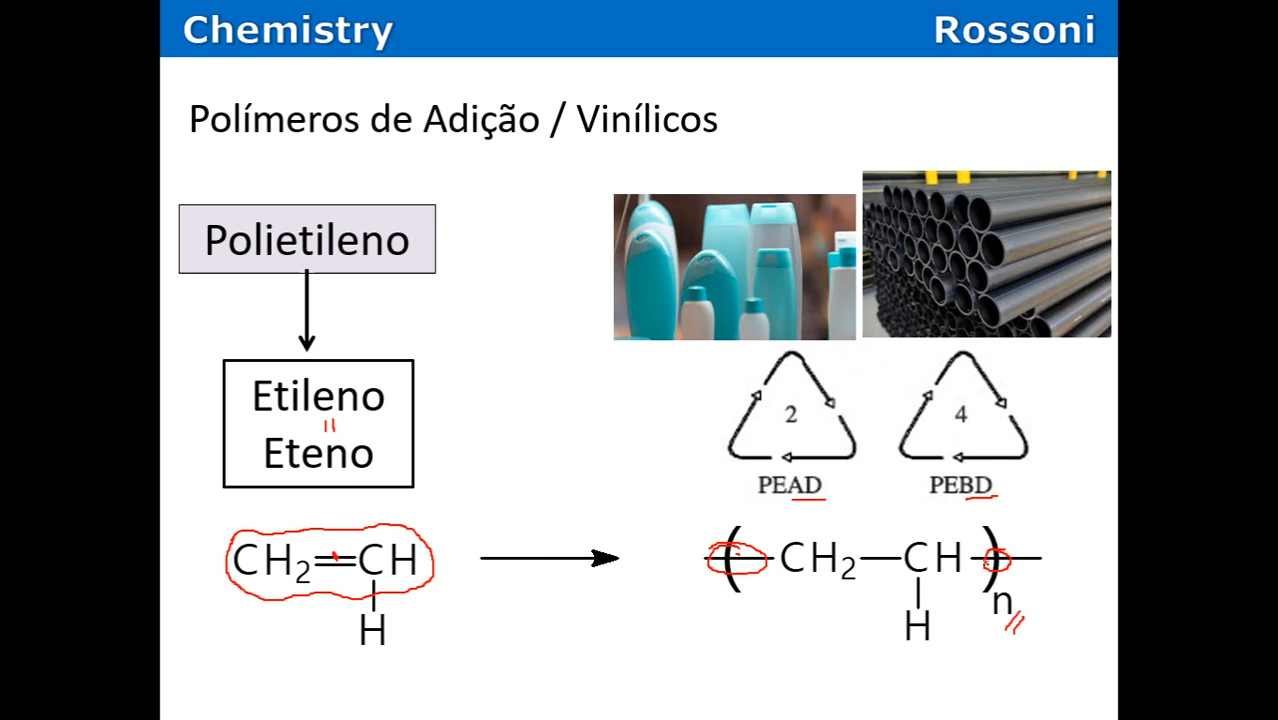 Chemistry Rossoni
Polímeros de Adição / Vinílicos
Polietileno
Etileno
Eteno
2 4
PEAD PEBD
CH₂=CH
H
( CH₂—CH )n
H